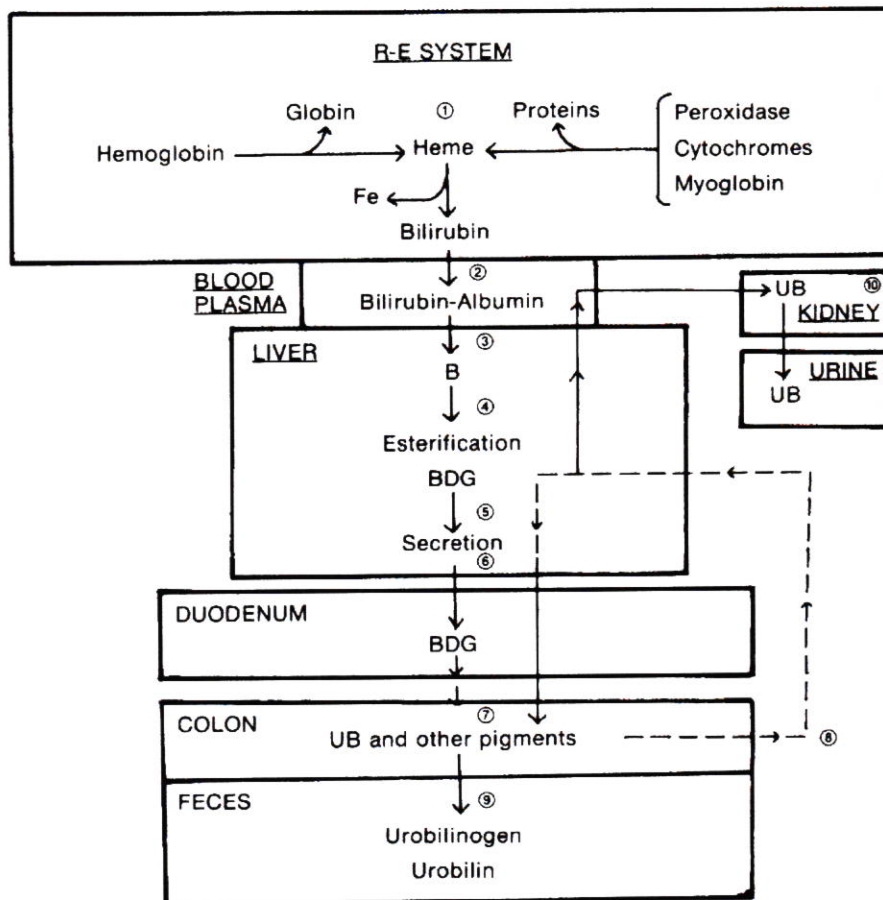 R-E SYSTEM
①
Globin
Proteins
Peroxidase
Hemoglobin
Heme
Cytochromes
Myoglobin
Fe
Bilirubin
BLOOD
PLASMA
②
Bilirubin-Albumin
UB
⑩
KIDNEY
LIVER
③
B
URINE
UB
④
Esterification
BDG
⑤
Secretion
⑥
DUODENUM
BDG
COLON
⑦
UB and other pigments
⑧
FECES
⑨
Urobilinogen
Urobilin